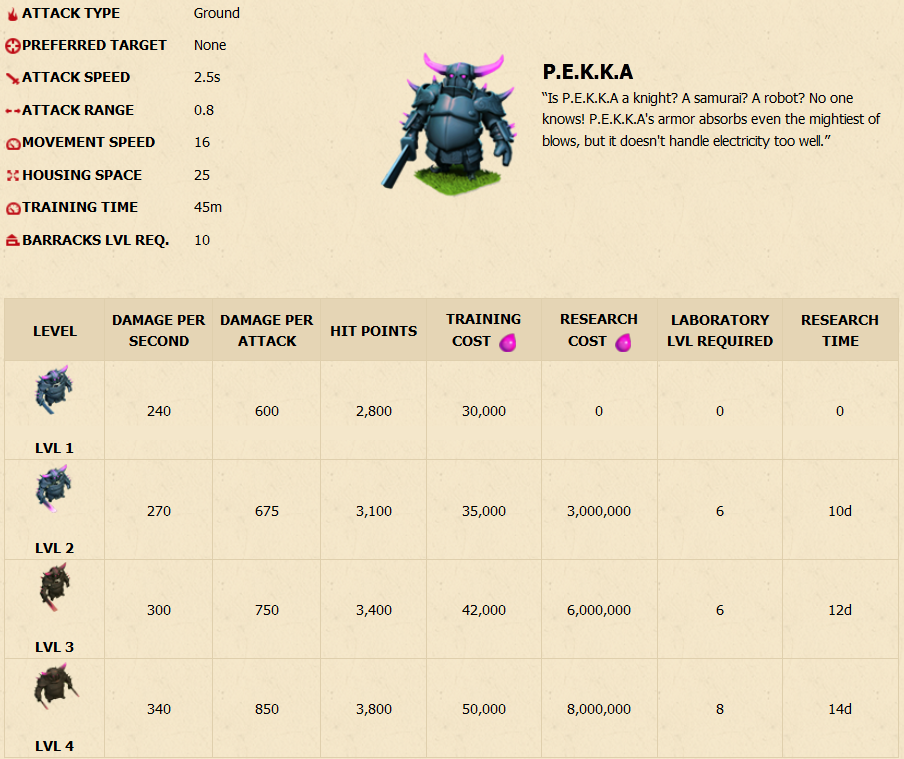 ATTACK TYPE Ground
PREFERRED TARGET None
ATTACK SPEED 2.5s
ATTACK RANGE 0.8
MOVEMENT SPEED 16
HOUSING SPACE 25
TRAINING TIME 45m
BARRACKS LVL REQ. 10
P.E.K.K.A
“Is P.E.K.K.A a knight? A samurai? A robot? No one
knows! P.E.K.K.A's armor absorbs even the mightiest of
blows, but it doesn't handle electricity too well.”
LEVEL DAMAGE PER SECOND DAMAGE PER ATTACK HIT POINTS TRAINING COST RESEARCH COST LABORATORY LVL REQUIRED RESEARCH TIME
LVL 1 240 600 2,800 30,000 0 0 0
LVL 2 270 675 3,100 35,000 3,000,000 6 10d
LVL 3 300 750 3,400 42,000 6,000,000 6 12d
LVL 4 340 850 3,800 50,000 8,000,000 8 14d